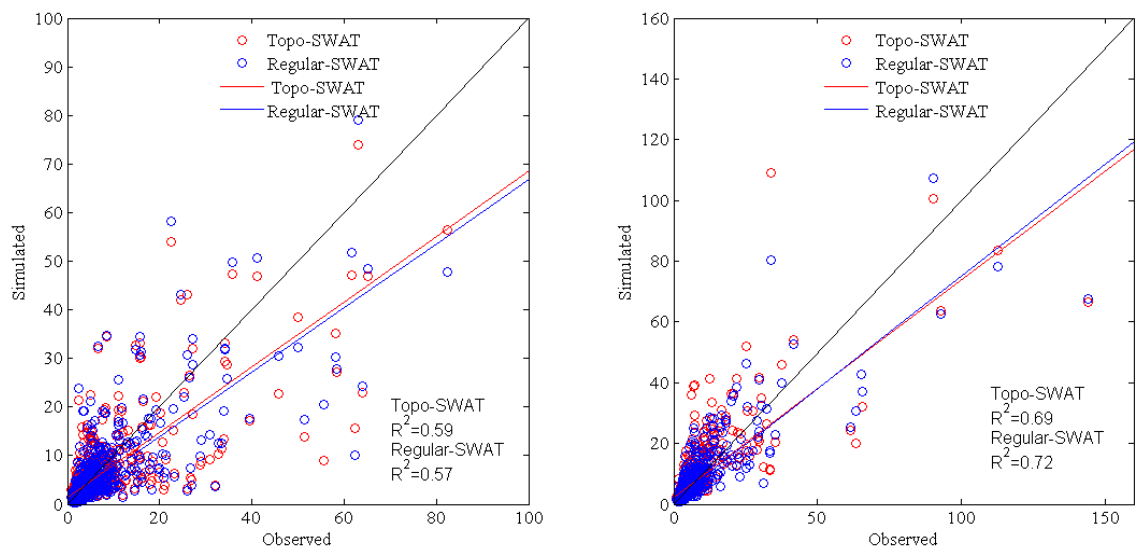 100
90
80
70
60
50
40
30
20
10
0
0
20
40
60
80
100
Simulated
Observed
Topo-SWAT
Regular-SWAT
Topo-SWAT
Regular-SWAT
Topo-SWAT
R²=0.59
Regular-SWAT
R²=0.57
160
140
120
100
80
60
40
20
0
0
50
100
150
Simulated
Observed
Topo-SWAT
Regular-SWAT
Topo-SWAT
Regular-SWAT
Topo-SWAT
R²=0.69
Regular-SWAT
R²=0.72